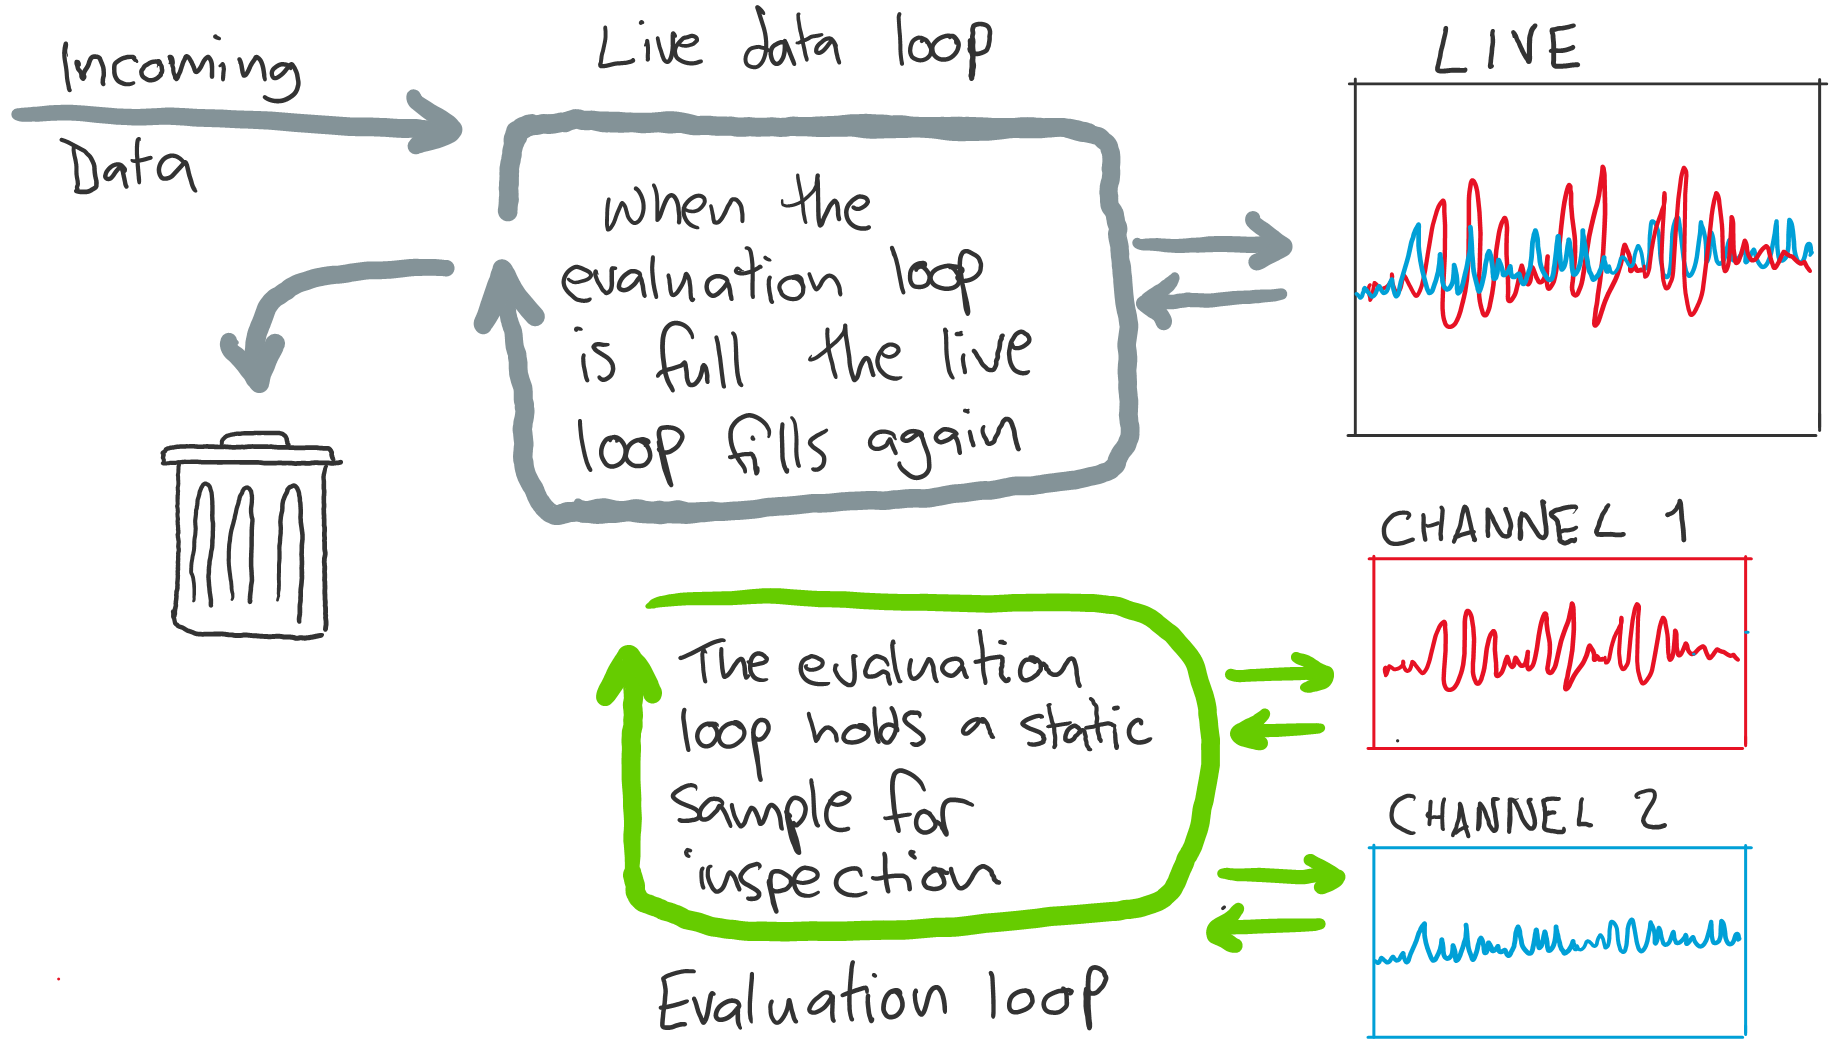 Incoming
Data
Live data loop
when the
evaluation loop
is full the live
loop fills again
LIVE
CHANNEL 1
The evaluation
loop holds a static
sample for
inspection
CHANNEL 2
Evaluation loop